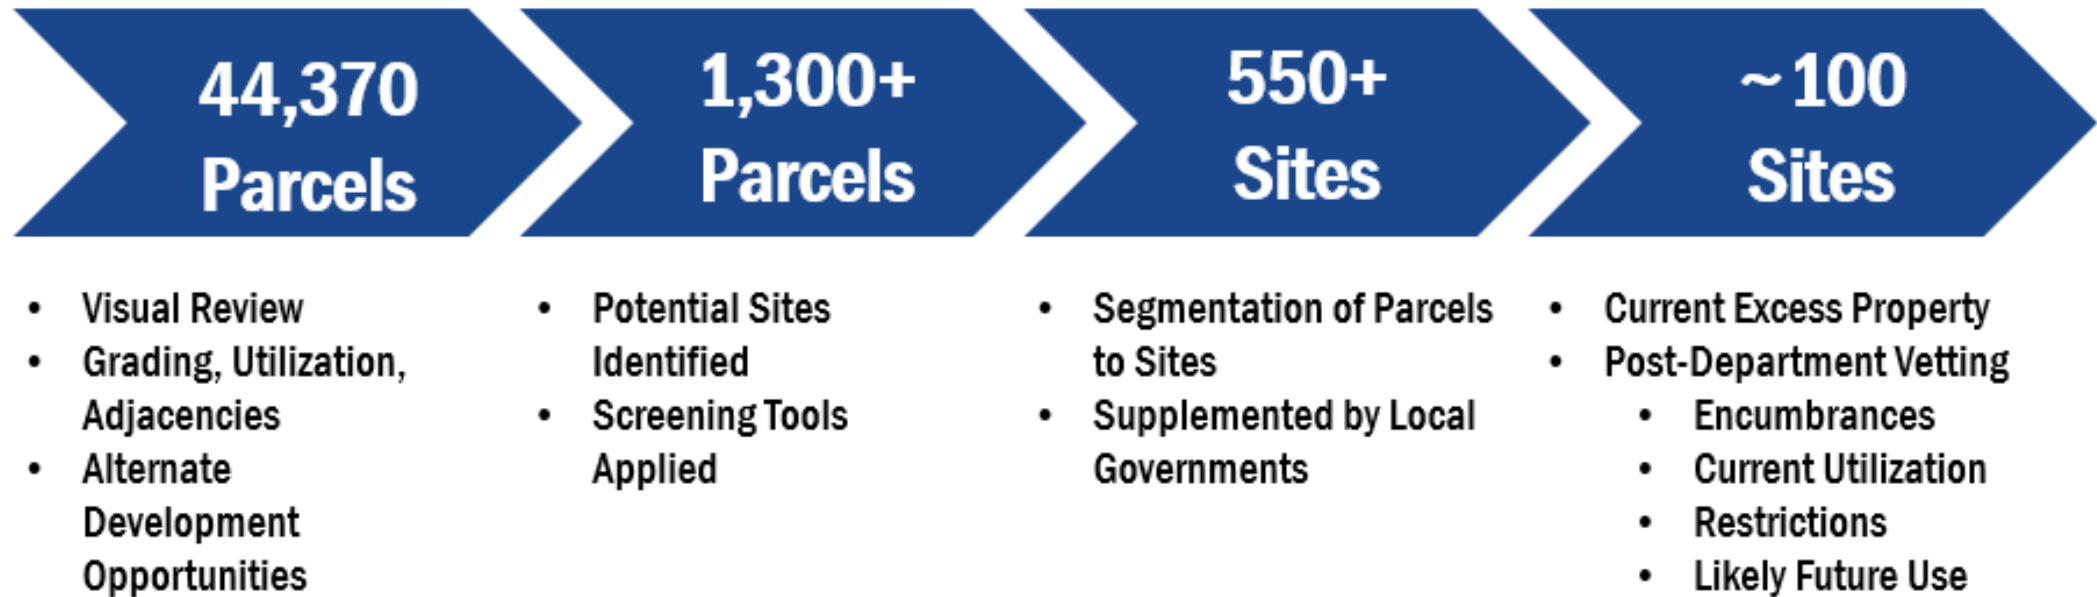 44,370
Parcels
• Visual Review
• Grading, Utilization,
Adjacencies
• Alternate
Development
Opportunities
1,300+
Parcels
• Potential Sites
Identified
• Screening Tools
Applied
550+
Sites
• Segmentation of Parcels
to Sites
• Supplemented by Local
Governments
~100
Sites
• Current Excess Property
• Post-Department Vetting
• Encumbrances
• Current Utilization
• Restrictions
• Likely Future Use